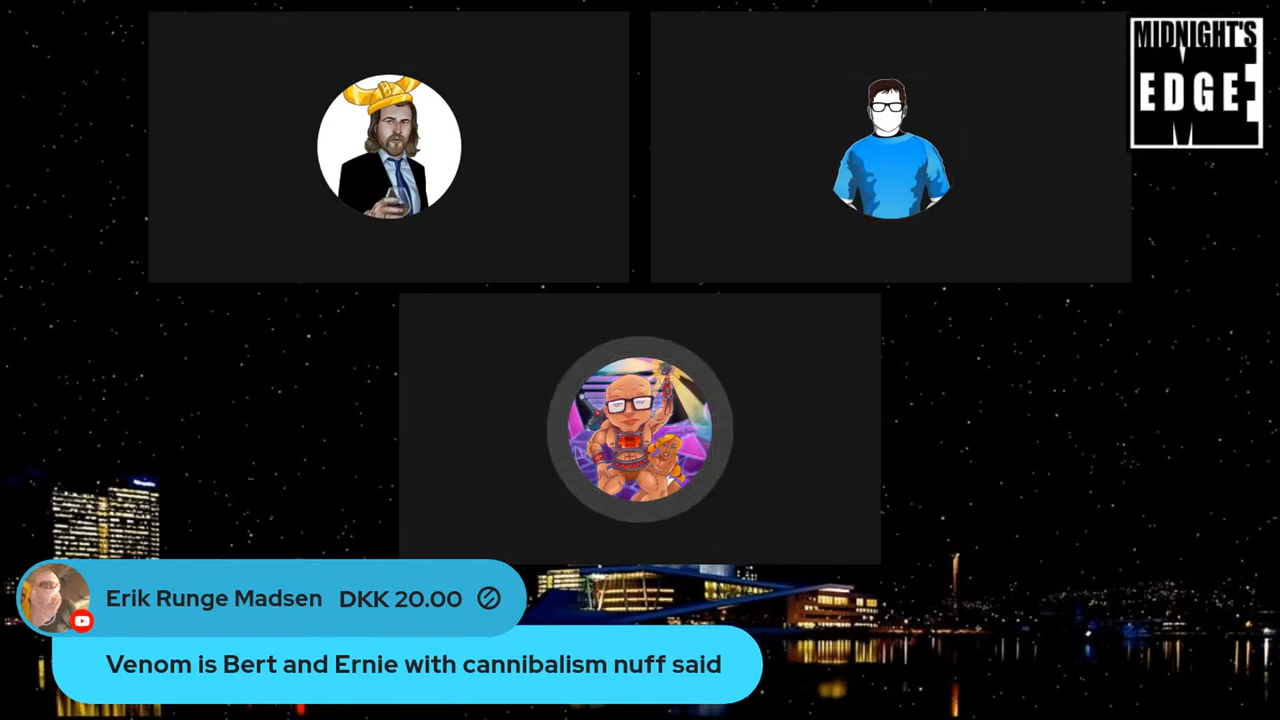 MIDNIGHT'S
EDGE
Erik Runge Madsen DKK 20.00
Venom is Bert and Ernie with cannibalism nuff said